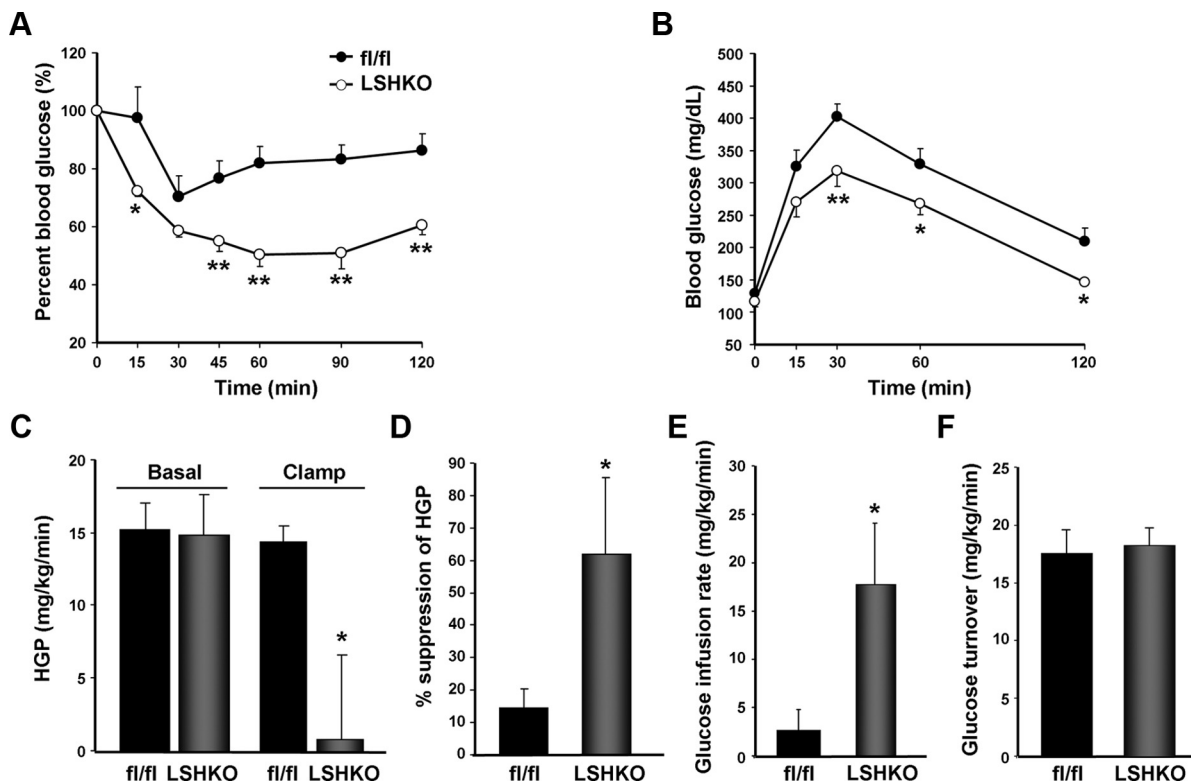 A
Percent blood glucose (%)
120
100
80
60
40
20
fl/fl
LSHKO
*
**
**
**
**
0 15 30 45 60 90 120
Time (min)
B
Blood glucose (mg/dL)
500
450
400
350
300
250
200
150
100
50
**
*
*
0 15 30 60 120
Time (min)
C
HGP (mg/kg/min)
20
15
10
5
0
Basal Clamp
*
fl/fl LSHKO fl/fl LSHKO
D
% suppression of HGP
90
80
70
60
50
40
30
20
10
0
*
fl/fl LSHKO
E
Glucose infusion rate (mg/kg/min)
30
25
20
15
10
5
0
*
fl/fl LSHKO
F
Glucose turnover (mg/kg/min)
25
20
15
10
5
0
fl/fl LSHKO